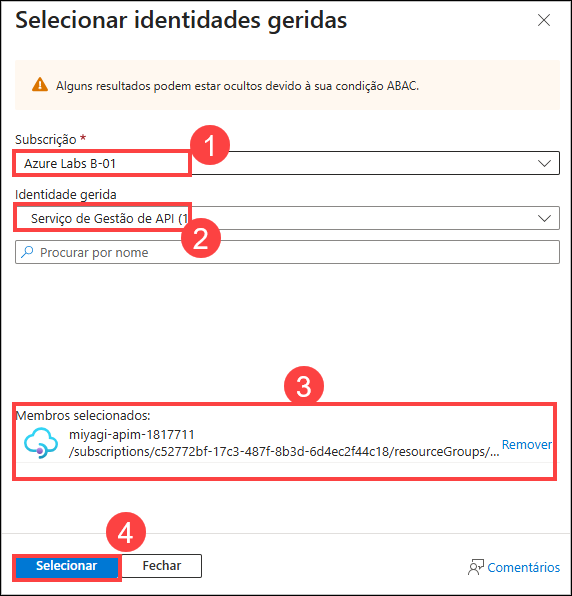 Selecionar identidades geridas
Alguns resultados podem estar ocultos devido à sua condição ABAC.
Subscrição *
1
Azure Labs B-01
Identidade gerida
Serviço de Gestão de API (1
2
Procurar por nome
3
Membros selecionados:
miyagi-apim-1817711
/subscriptions/c52772bf-17c3-487f-8b3d-6d4ec2f44c18/resourceGroups/...
Remover
4
Selecionar
Fechar
Comentários